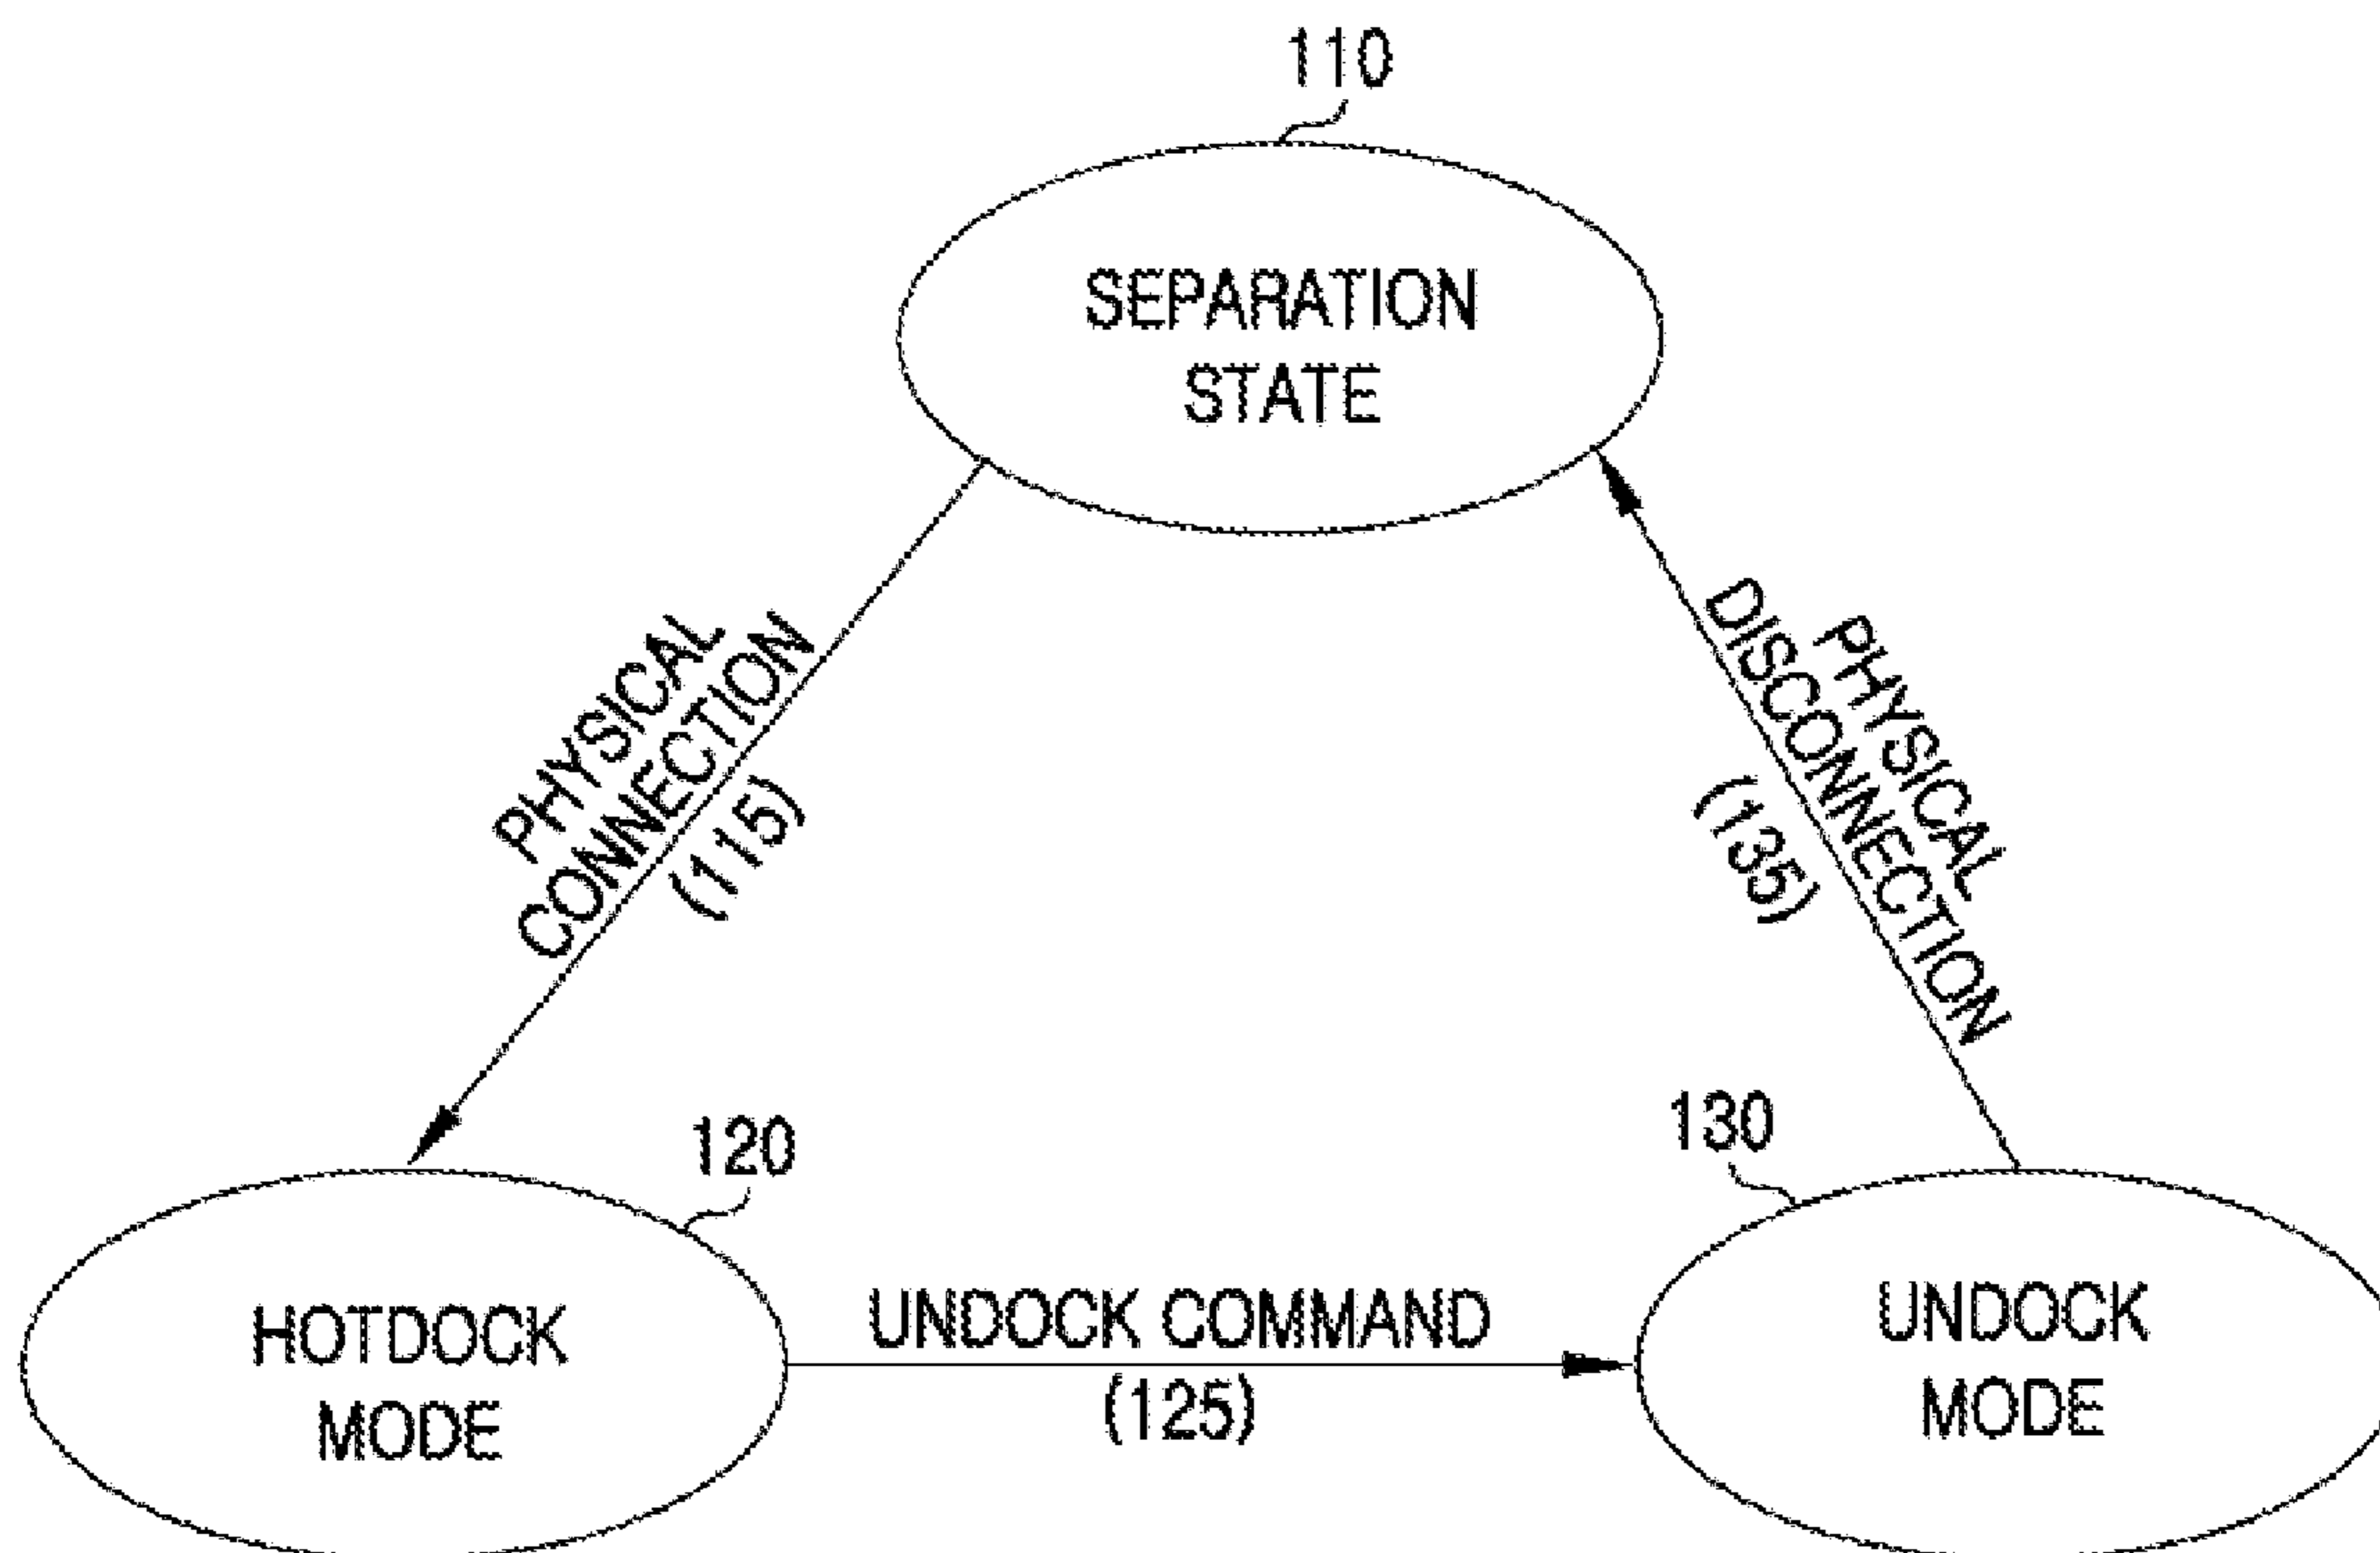 110
SEPARATION
STATE
PHYSICAL
CONNECTION
(115)
PHYSICAL
DISCONNECTION
(135)
120
130
HOTDOCK
MODE
UNDOCK COMMAND
(125)
UNDOCK
MODE